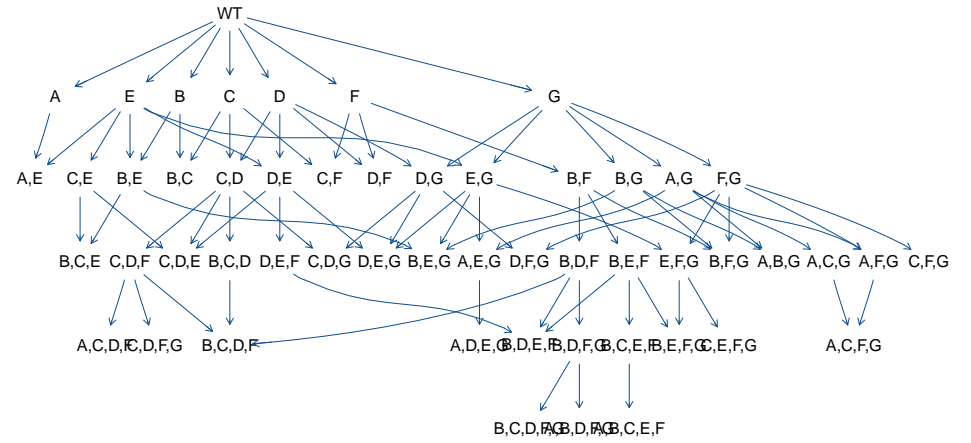 WT
A E B C D F G
A,E C,E B,E B,C C,D D,E C,F D,F D,G E,G B,F B,G A,G F,G
B,C,E C,D,F C,D,E B,C,D D,E,F C,D,G D,E,G B,E,G A,E,G D,F,G B,D,F B,E,F E,F,G B,F,G A,B,G A,C,G A,F,G C,F,G
A,C,D,F C,D,F,G B,C,D,F A,D,E,G B,D,E,F B,D,F,G B,C,E,F B,E,F,G C,E,F,G A,C,F,G
B,C,D,F,G A,B,D,F,G A,B,C,E,F